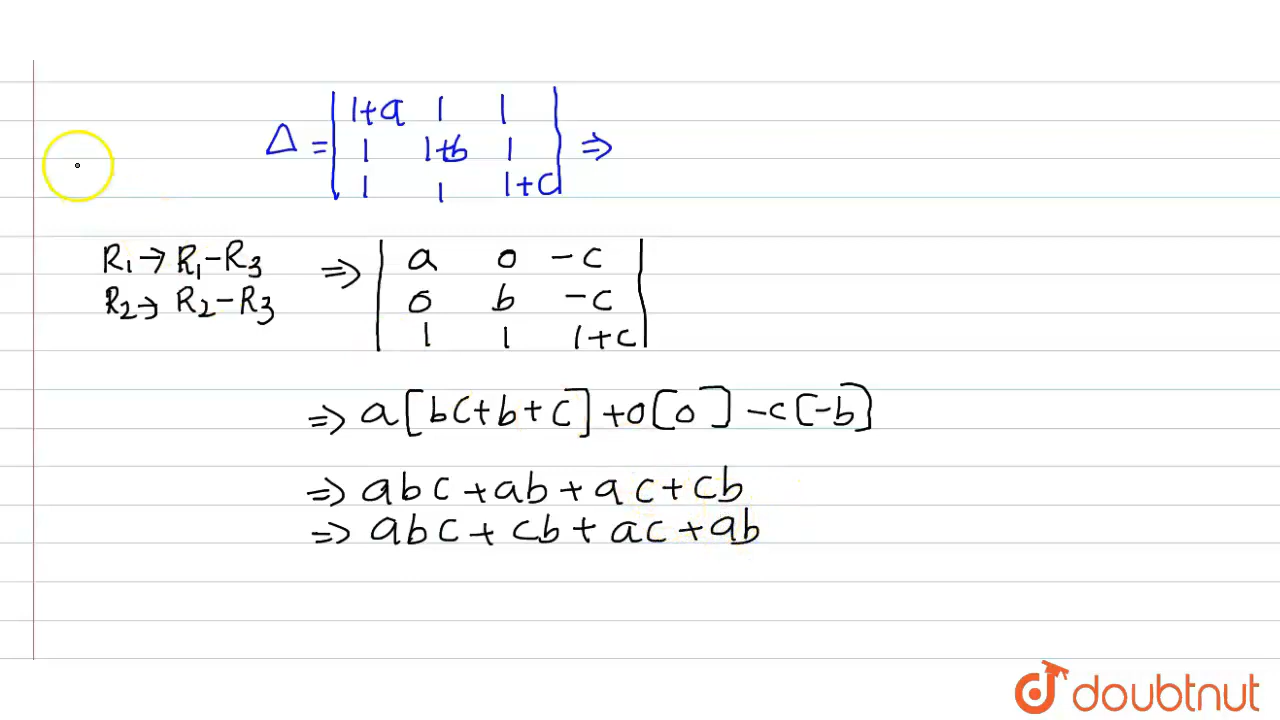 Δ = | 1+a 1 1 |
| 1 1+b 1 | ⇒
| 1 1 1+c |
R₁ → R₁-R₃ ⇒ | a 0 -c |
R₂ → R₂-R₃ | 0 b -c |
| 1 1 1+c |
⇒ a[bc+b+c] +0[0] -c[-b]
⇒ abc +ab + ac + cb
⇒ abc + cb + ac + ab
doubtnut